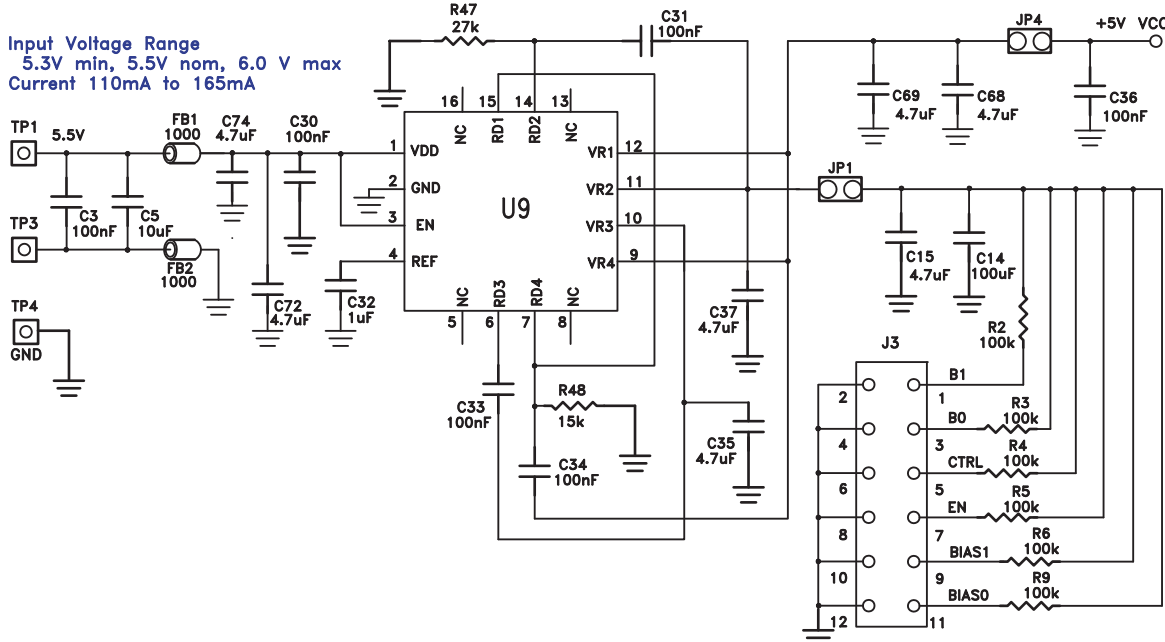 Input Voltage Range
5.3V min, 5.5V nom, 6.0 V max
Current 110mA to 165mA
R47
27k
C31
100nF
JP4
+5V VCC
C69
4.7uF
C68
4.7uF
C36
100nF
TP1
5.5V
FB1
1000
C74
4.7uF
C30
100nF
C3
100nF
C5
10uF
TP3
FB2
1000
C72
4.7uF
C32
1uF
TP4
GND
16
15
14
13
NC
RD1
RD2
NC
1
VDD
2
GND
3
EN
4
REF
U9
VR1
12
VR2
11
VR3
10
VR4
9
NC
RD3
RD4
NC
5
6
7
8
JP1
C15
4.7uF
C14
100uF
C37
4.7uF
R2
100k
C33
100nF
R48
15k
C34
100nF
C35
4.7uF
J3
2
B1
1
4
B0
R3
100k
3
6
CTRL
R4
100k
5
8
EN
R5
100k
7
10
BIAS1
R6
100k
9
12
BIAS0
R9
100k
11